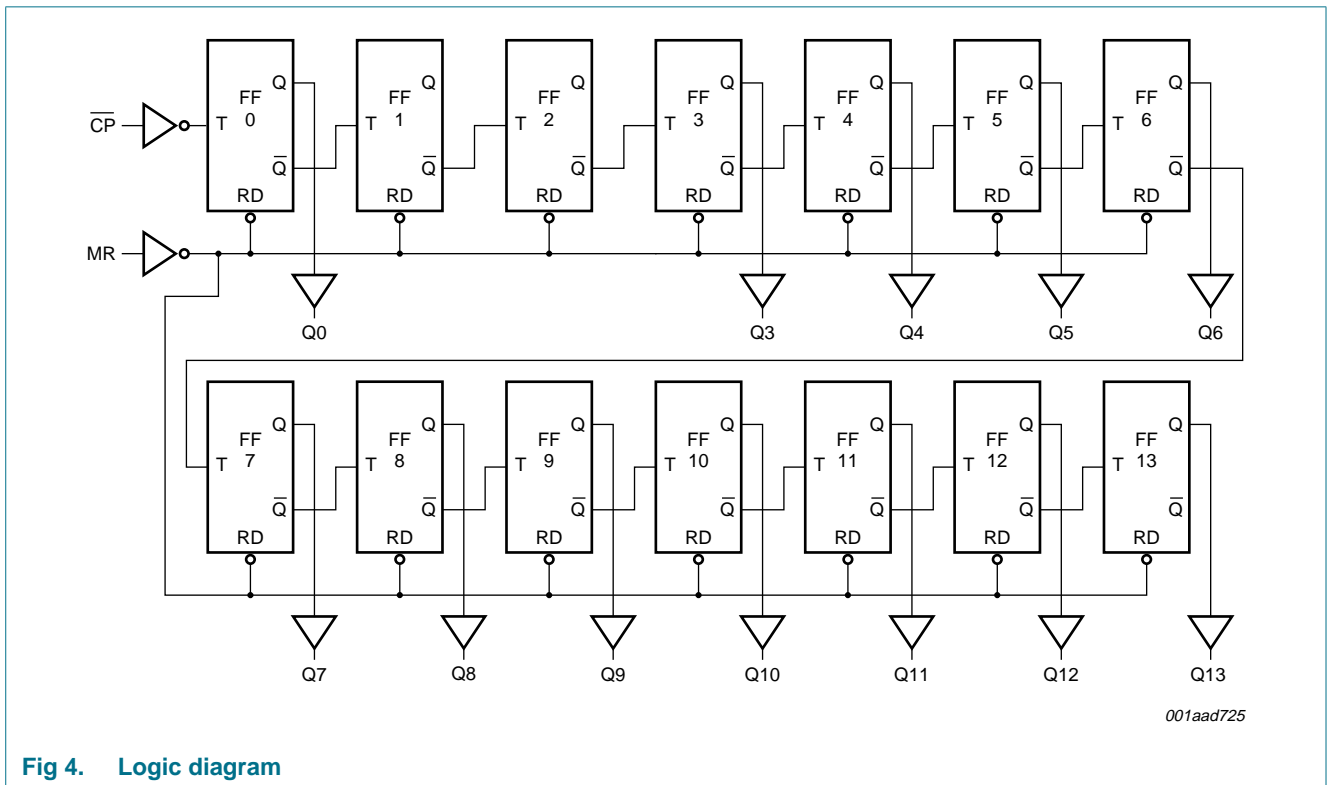 Q Q Q Q Q Q Q
FF FF FF FF FF FF FF
C̅P̅ T 0 T 1 T 2 T 3 T 4 T 5 T 6
Q̅ Q̅ Q̅ Q̅ Q̅ Q̅ Q̅
RD RD RD RD RD RD RD
MR
Q0 Q3 Q4 Q5 Q6
Q Q Q Q Q Q Q
FF FF FF FF FF FF FF
T 7 T 8 T 9 T 10 T 11 T 12 T 13
Q̅ Q̅ Q̅ Q̅ Q̅ Q̅ Q̅
RD RD RD RD RD RD RD
Q7 Q8 Q9 Q10 Q11 Q12 Q13
001aad725
Fig 4. Logic diagram